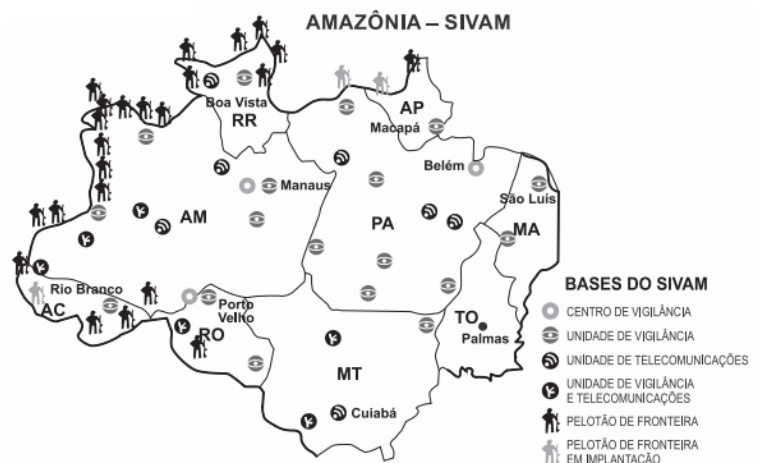 AMAZÔNIA – SIVAM
Boa Vista
RR
AP
Macapá
Belém
São Luís
Manaus
AM
PA
MA
Rio Branco
AC
Porto
Velho
RO
TO
Palmas
MT
Cuiabá
BASES DO SIVAM
CENTRO DE VIGILÂNCIA
UNIDADE DE VIGILÂNCIA
UNIDADE DE TELECOMUNICAÇÕES
UNIDADE DE VIGILÂNCIA
E TELECOMUNICAÇÕES
PELOTÃO DE FRONTEIRA
PELOTÃO DE FRONTEIRA
EM IMPLANTAÇÃO